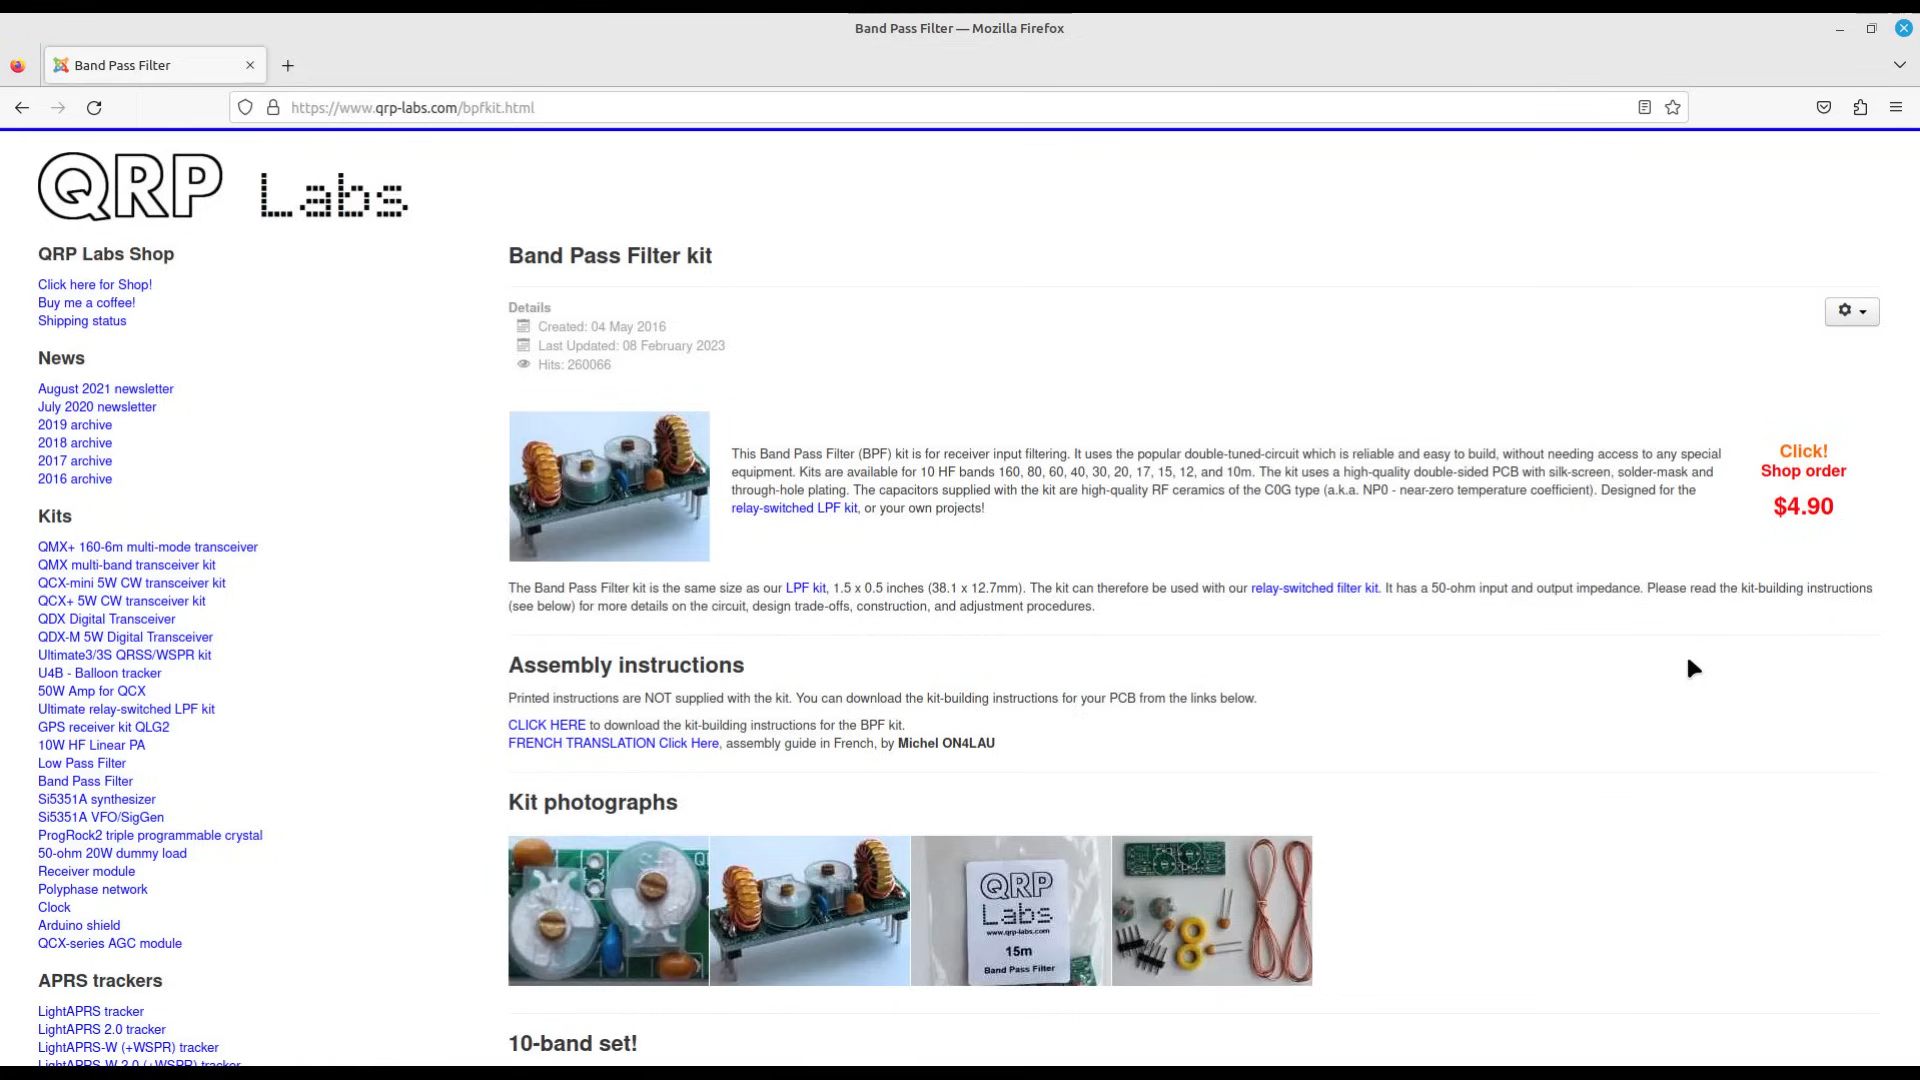 Band Pass Filter — Mozilla Firefox
Band Pass Filter
https://www.qrp-labs.com/bpfkit.html
QRP Labs
QRP Labs Shop
Click here for Shop!
Buy me a coffee!
Shipping status
News
August 2021 newsletter
July 2020 newsletter
2019 archive
2018 archive
2017 archive
2016 archive
Kits
QMX+ 160-6m multi-mode transceiver
QMX multi-band transceiver kit
QCX-mini 5W CW transceiver kit
QCX+ 5W CW transceiver kit
QDX Digital Transceiver
QDX-M 5W Digital Transceiver
Ultimate3/3S QRSS/WSPR kit
U4B - Balloon tracker
50W Amp for QCX
Ultimate relay-switched LPF kit
GPS receiver kit QLG2
10W HF Linear PA
Low Pass Filter
Band Pass Filter
Si5351A synthesizer
Si5351A VFO/SigGen
ProgRock2 triple programmable crystal
50-ohm 20W dummy load
Receiver module
Polyphase network
Clock
Arduino shield
QCX-series AGC module
APRS trackers
LightAPRS tracker
LightAPRS 2.0 tracker
LightAPRS-W (+WSPR) tracker
LightAPRS-W 2.0 (+WSPR) tracker
Band Pass Filter kit
Details
Created: 04 May 2016
Last Updated: 08 February 2023
Hits: 260066
This Band Pass Filter (BPF) kit is for receiver input filtering. It uses the popular double-tuned-circuit which is reliable and easy to build, without needing access to any special
equipment. Kits are available for 10 HF bands 160, 80, 60, 40, 30, 20, 17, 15, 12, and 10m. The kit uses a high-quality double-sided PCB with silk-screen, solder-mask and
through-hole plating. The capacitors supplied with the kit are high-quality RF ceramics of the C0G type (a.k.a. NP0 - near-zero temperature coefficient). Designed for the
relay-switched LPF kit, or your own projects!
Click!
Shop order
$4.90
The Band Pass Filter kit is the same size as our LPF kit, 1.5 x 0.5 inches (38.1 x 12.7mm). The kit can therefore be used with our relay-switched filter kit. It has a 50-ohm input and output impedance. Please read the kit-building instructions
(see below) for more details on the circuit, design trade-offs, construction, and adjustment procedures.
Assembly instructions
Printed instructions are NOT supplied with the kit. You can download the kit-building instructions for your PCB from the links below.
CLICK HERE to download the kit-building instructions for the BPF kit.
FRENCH TRANSLATION Click Here, assembly guide in French, by Michel ON4LAU
Kit photographs
QRP
Labs
www.qrp-labs.com
15m
Band Pass Filter
10-band set!